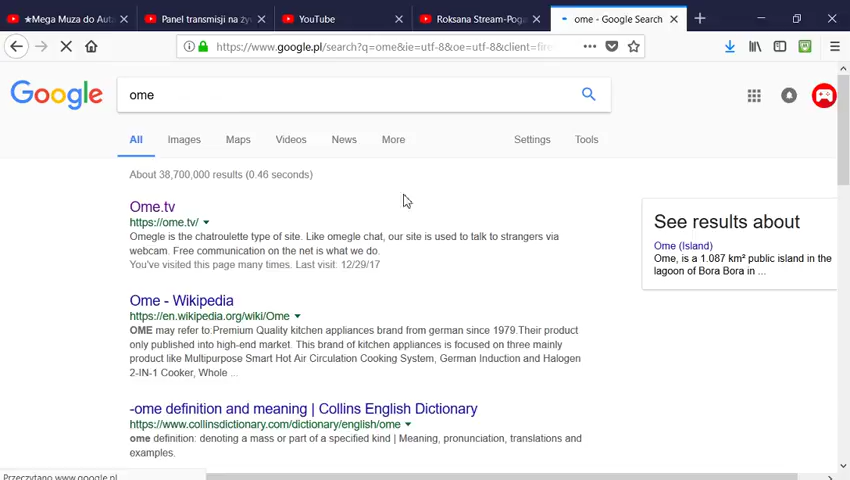 ★Mega Muza do Auta
Panel transmisji na żyw
YouTube
Roksana Stream-Poga
ome - Google Search
https://www.google.pl/search?q=ome&ie=utf-8&oe=utf-8&client=fire
Google
ome
All Images Maps Videos News More Settings Tools
About 38,700,000 results (0.46 seconds)
Ome.tv
https://ome.tv/
Omegle is the chatroulette type of site. Like omegle chat, our site is used to talk to strangers via
webcam. Free communication on the net is what we do.
You've visited this page many times. Last visit: 12/29/17
See results about
Ome (Island)
Ome, is a 1.087 km² public island in the
lagoon of Bora Bora in ...
Ome - Wikipedia
https://en.wikipedia.org/wiki/Ome
OME may refer to:Premium Quality kitchen appliances brand from german since 1979.Their product
only published into high-end market. This brand of kitchen appliances is focused on three mainly
product like Multipurpose Smart Hot Air Circulation Cooking System, German Induction and Halogen
2-IN-1 Cooker, Whole ...
-ome definition and meaning | Collins English Dictionary
https://www.collinsdictionary.com/dictionary/english/ome
ome definition: denoting a mass or part of a specified kind | Meaning, pronunciation, translations and
examples.
Przeczytano www.google.pl